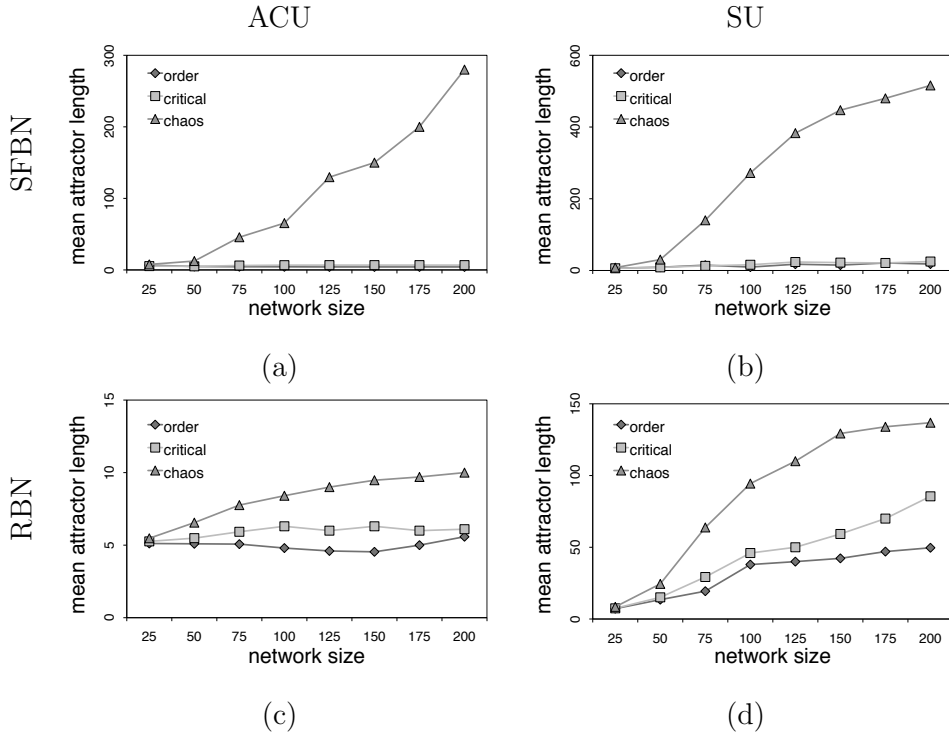 ACU SU
SFBN
mean attractor length
0 100 200 300
order
critical
chaos
25 50 75 100 125 150 175 200
network size
(a)
mean attractor length
0 200 400 600
order
critical
chaos
25 50 75 100 125 150 175 200
network size
(b)
RBN
mean attractor length
0 5 10 15
order
critical
chaos
25 50 75 100 125 150 175 200
network size
(c)
mean attractor length
0 50 100 150
order
critical
chaos
25 50 75 100 125 150 175 200
network size
(d)